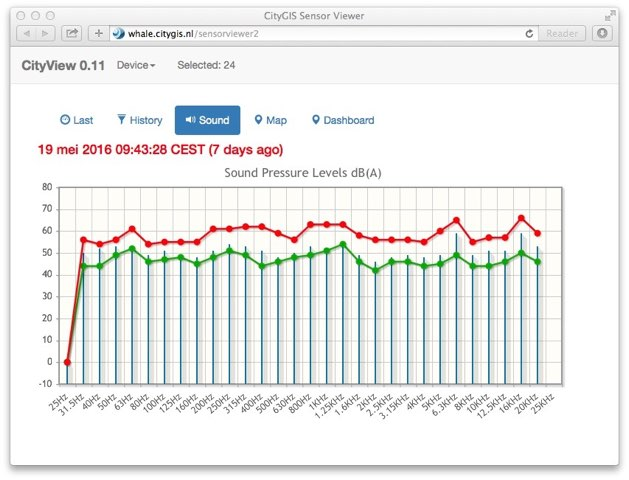 CityGIS Sensor Viewer
whale.citygis.nl/sensorviewer2
Reader
CityView 0.11 Device Selected: 24
Last History Sound Map Dashboard
19 mei 2016 09:43:28 CEST (7 days ago)
Sound Pressure Levels dB(A)
80
70
60
50
40
30
20
10
0
-10
25Hz 31.5Hz 40Hz 50Hz 63Hz 80Hz 100Hz 125Hz 160Hz 200Hz 250Hz 315Hz 400Hz 500Hz 630Hz 800Hz 1KHz 1.25KHz 1.6KHz 2KHz 2.5KHz 3.15KHz 4KHz 5KHz 6.3KHz 8KHz 10KHz 12.5KHz 16KHz 20KHz 25KHz